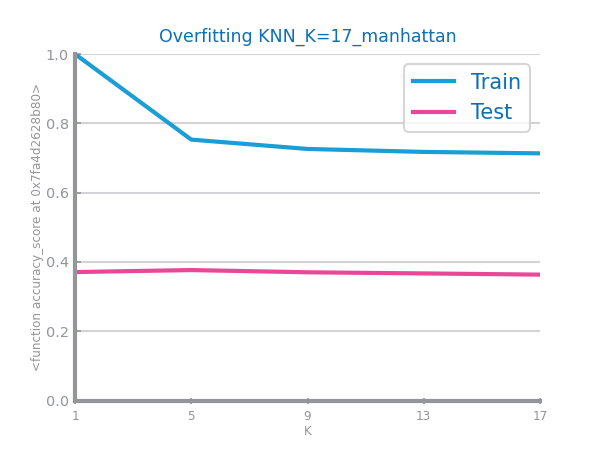 Overfitting KNN_K=17_manhattan
<function accuracy_score at 0x7fa4d2628b80>
1.0
0.8
0.6
0.4
0.2
0.0
Train
Test
1 5 9 13 17
K